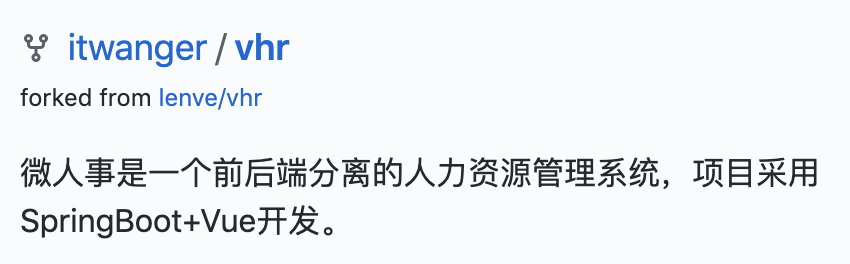 itwanger / vhr
forked from lenve/vhr
微人事是一个前后端分离的人力资源管理系统，项目采用
SpringBoot+Vue开发。